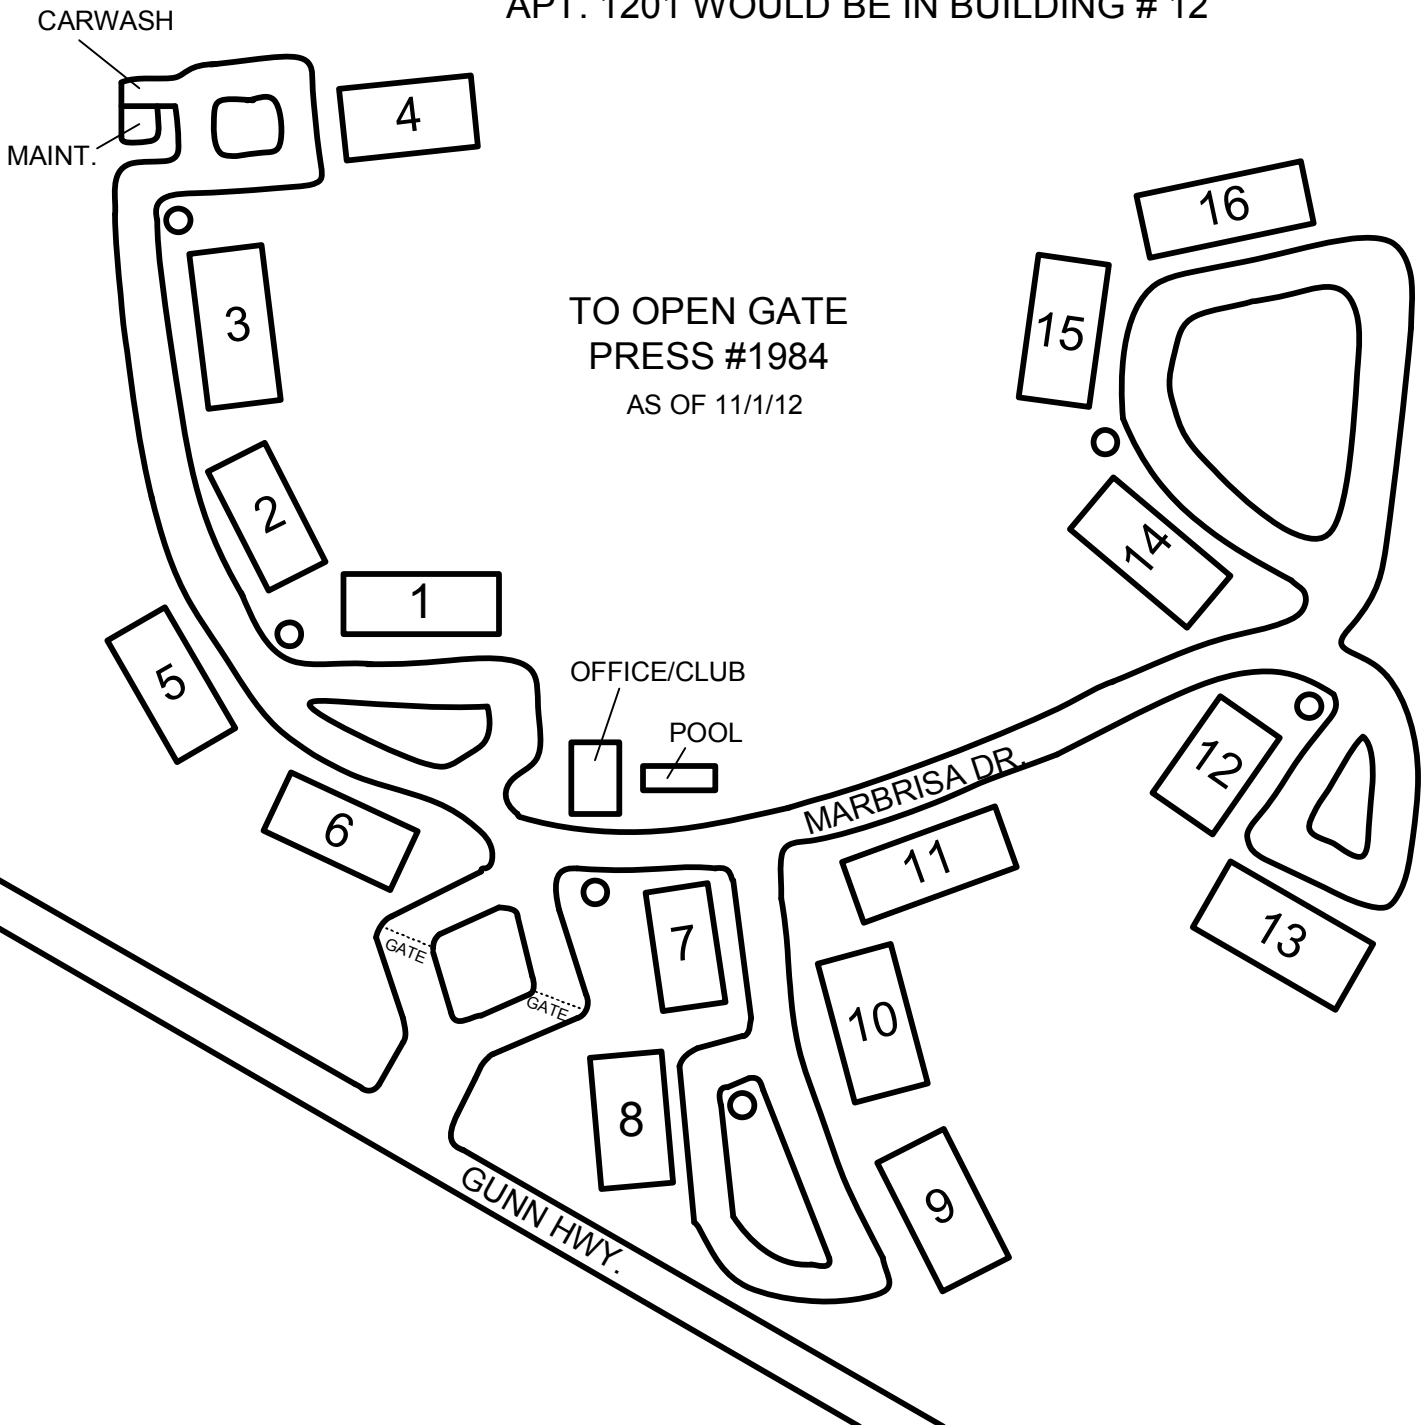 APT. 1201 WOULD BE IN BUILDING # 12
CARWASH
MAINT.
4
16
3
TO OPEN GATE
PRESS #1984
AS OF 11/1/12
15
2
14
1
5
OFFICE/CLUB
POOL
12
MARBRISA DR.
6
11
13
7
GATE
GATE
10
8
9
GUNN HWY.